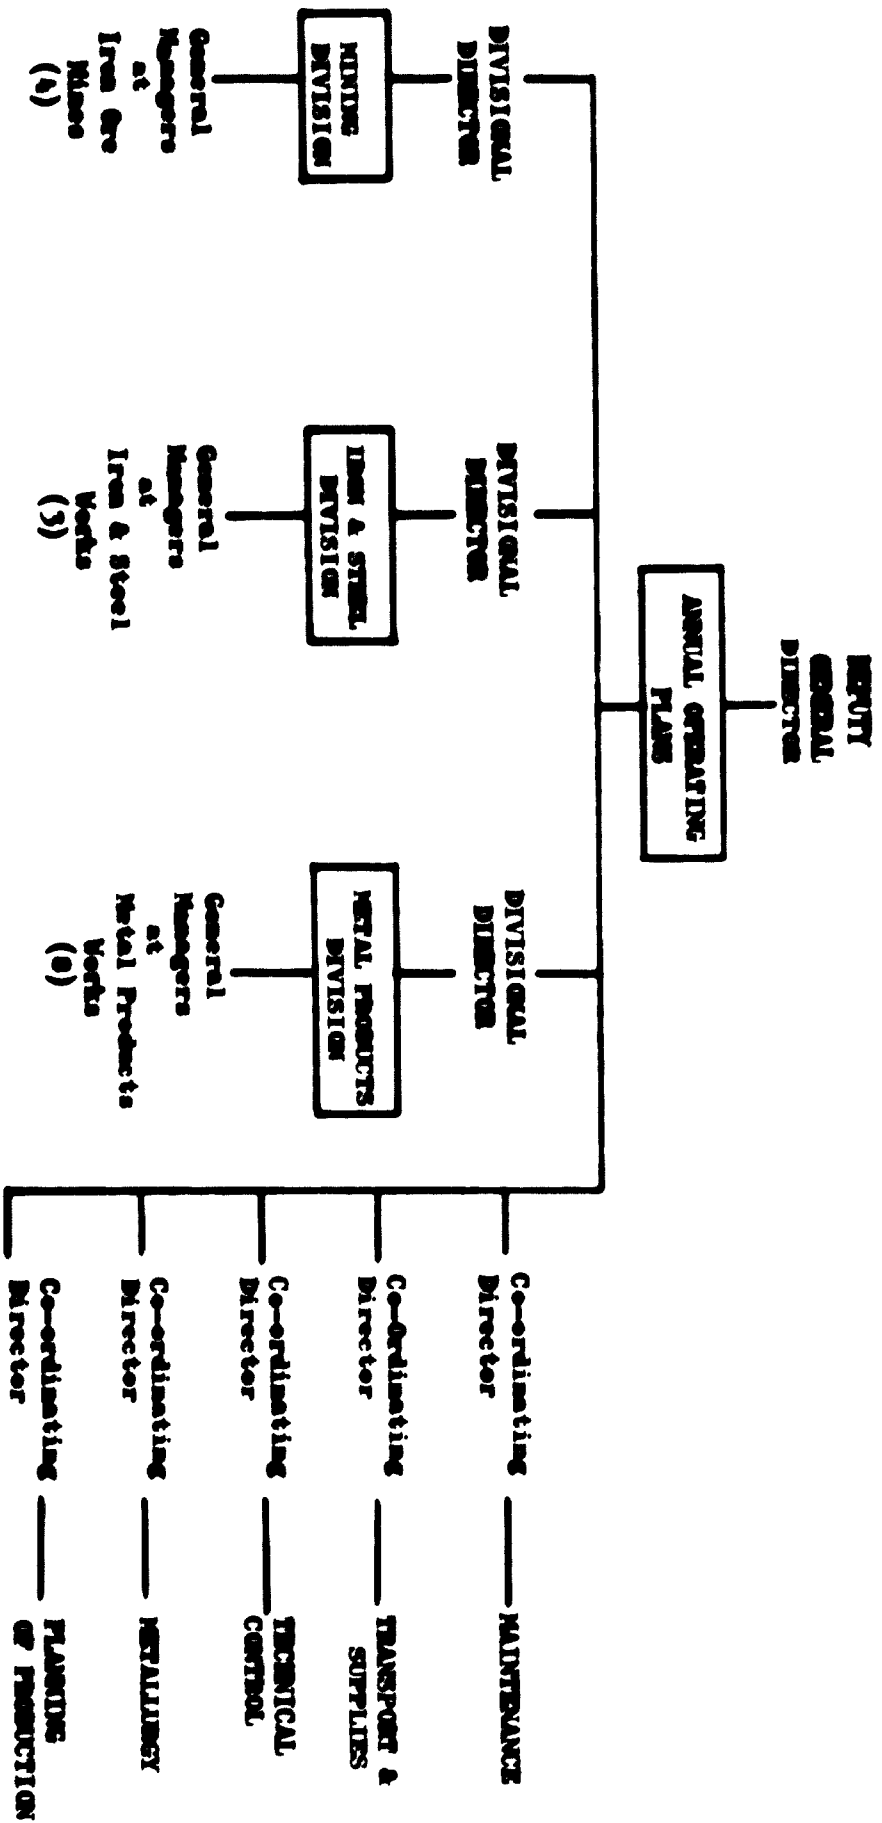 DEPUTY
GENERAL
DIRECTOR
ANNUAL OPERATING
PLANS
DIVISIONAL
DIRECTOR
MINING
DIVISION
General
Managers
at
Iron Ore
Mines
(4)
DIVISIONAL
DIRECTOR
IRON & STEEL
DIVISION
General
Managers
at
Iron & Steel
Works
(3)
DIVISIONAL
DIRECTOR
METAL PRODUCTS
DIVISION
General
Managers
at
Metal Products
Works
(8)
Co-ordinating
Director
MAINTENANCE
Co-Ordinating
Director
TRANSPORT &
SUPPLIES
Co-ordinating
Director
TECHNICAL
CONTROL
Co-ordinating
Director
METALLURGY
Co-ordinating
Director
PLANNING
OF PRODUCTION